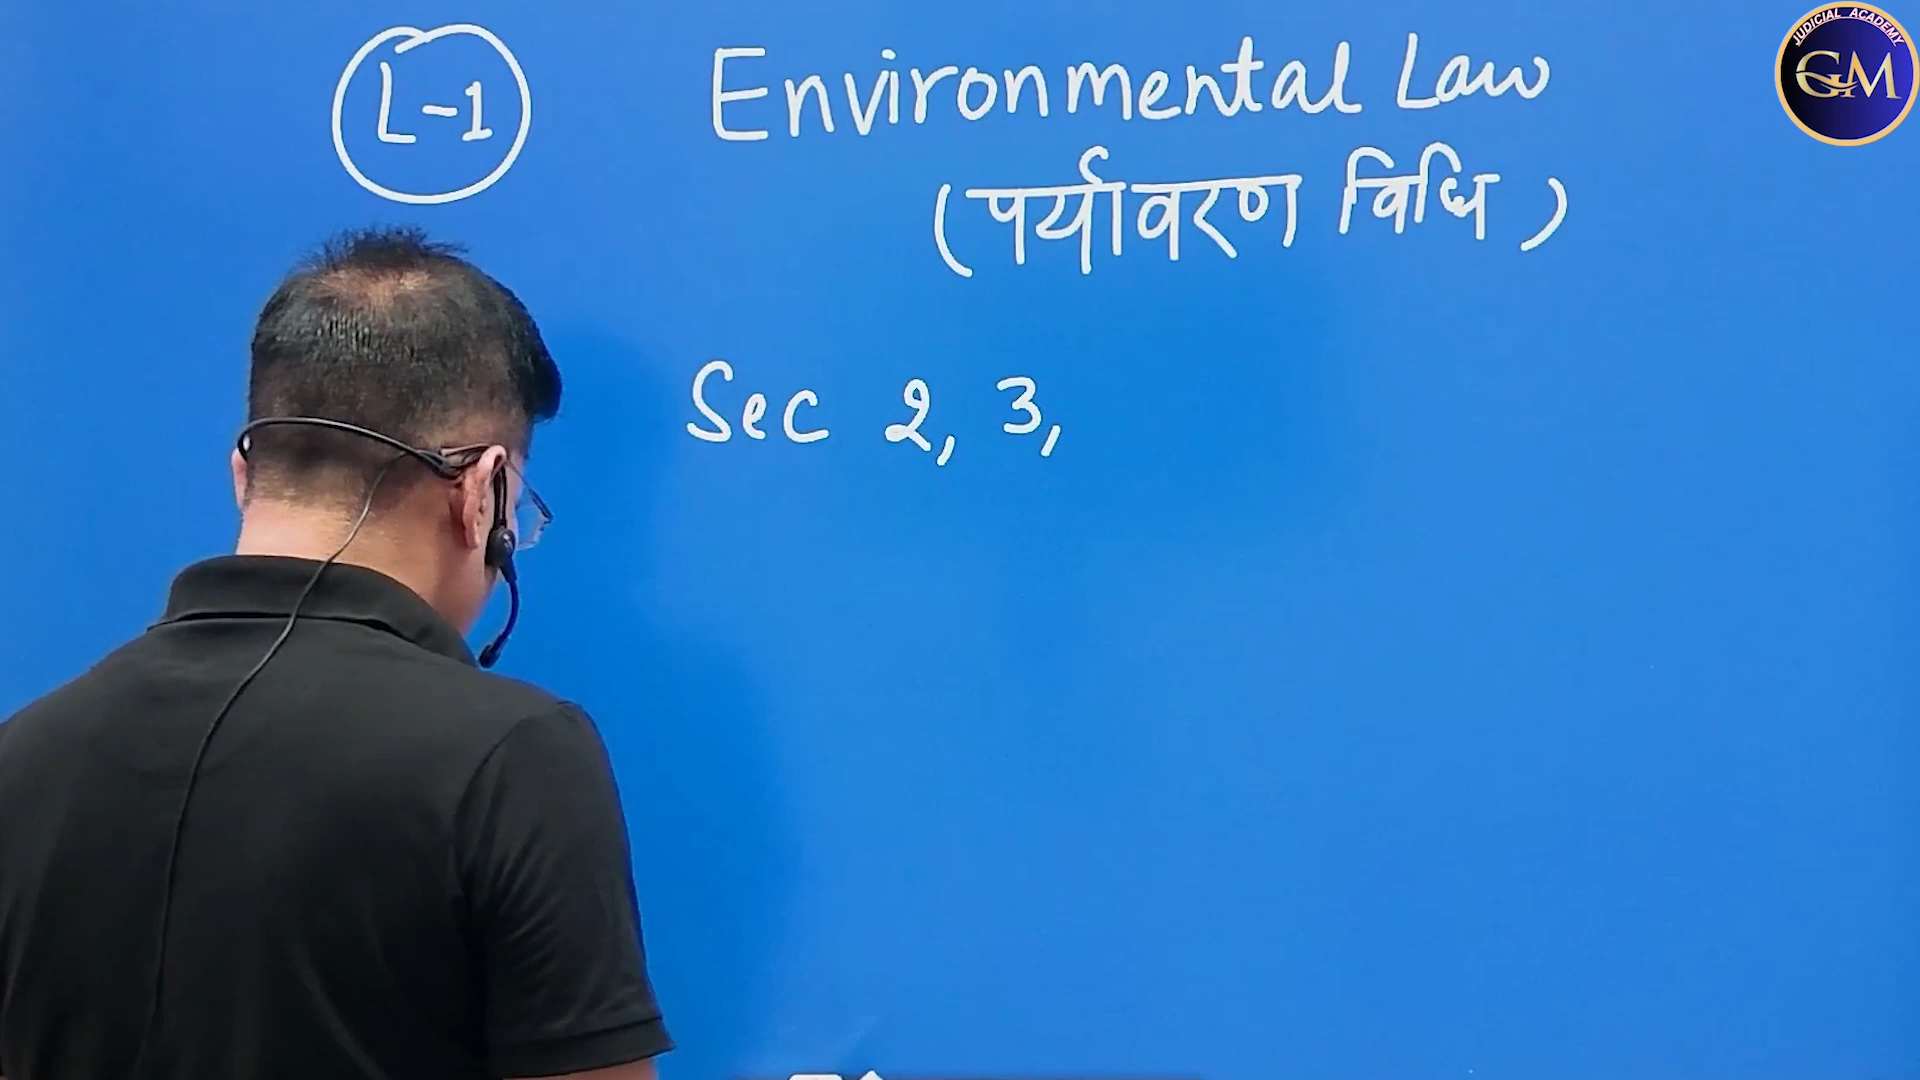 L-1
Environmental Law
(पर्यावरण विधि)
Sec 2, 3,
JUDICIAL ACADEMY
GM